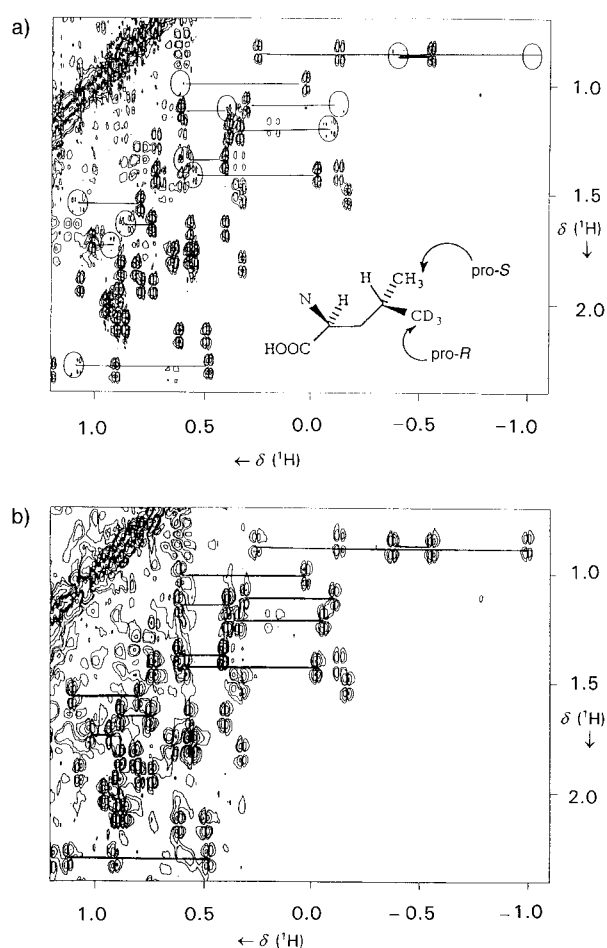 a)
1.0
1.5
δ (¹H)
↓
2.0
N
H
H
CH₃
pro-S
CD₃
HOOC
pro-R
1.0 0.5 0.0 −0.5 −1.0
← δ (¹H)
b)
1.0
1.5
δ (¹H)
↓
2.0
1.0 0.5 0.0 −0.5 −1.0
← δ (¹H)